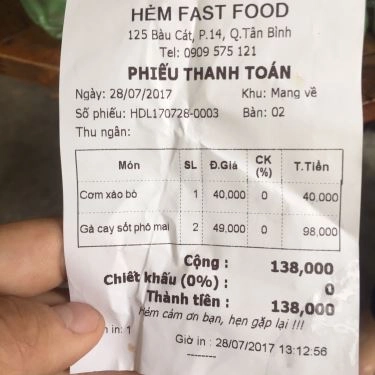 HẺM FAST FOOD
125 Bàu Cát, P.14, Q.Tân Bình
Tel: 0909 575 121
PHIẾU THANH TOÁN
Ngày: 28/07/2017 Khu: Mang về
Số phiếu: HDL170728-0003 Bàn: 02
Thu ngân:
Món SL Đ.Giá CK (%) T.Tiền
Cơm xào bò 1 40,000 0 40,000
Gà cay sốt phô mai 2 49,000 0 98,000
Cộng : 138,000
Chiết khấu (0%) : 0
Thành tiền : 138,000
Hẻm cảm ơn bạn, hẹn gặp lại !!!
in: 1 Giờ in : 28/07/2017 13:12:56